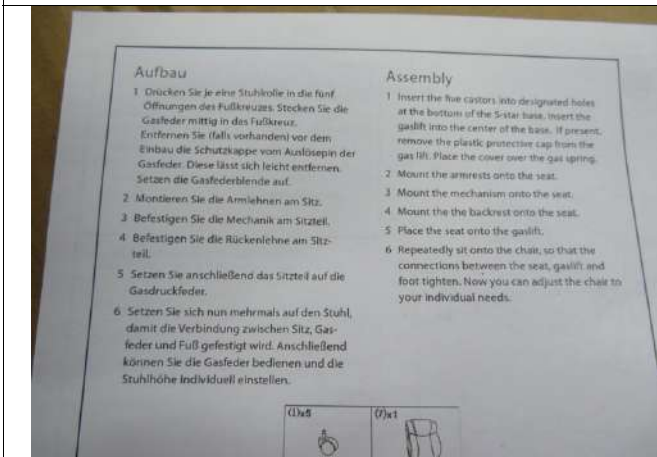 Aufbau
1 Drücken Sie je eine Stuhlrolle in die fünf
Öffnungen des Fußkreuzes. Stecken Sie die
Gasfeder mittig in das Fußkreuz.
Entfernen Sie (falls vorhanden) vor dem
Einbau die Schutzkappe vom Auslösepin der
Gasfeder. Diese lässt sich leicht entfernen.
Setzen die Gasfederblende auf.
2 Montieren Sie die Armlehnen am Sitz.
3 Befestigen Sie die Mechanik am Sitzteil.
4 Befestigen Sie die Rückenlehne am Sitz-
teil.
5 Setzen Sie anschließend das Sitzteil auf die
Gasdruckfeder.
6 Setzen Sie sich nun mehrmals auf den Stuhl,
damit die Verbindung zwischen Sitz, Gas-
feder und Fuß gefestigt wird. Anschließend
können Sie die Gasfeder bedienen und die
Stuhlhöhe individuell einstellen.
Assembly
1 Insert the five castors into designated holes
at the bottom of the 5-star base. Insert the
gaslift into the center of the base. If present,
remove the plastic protective cap from the
gas lift. Place the cover over the gas spring.
2 Mount the armrests onto the seat.
3 Mount the mechanism onto the seat.
4 Mount the the backrest onto the seat.
5 Place the seat onto the gaslift.
6 Repeatedly sit onto the chair, so that the
connections between the seat, gaslift and
foot tighten. Now you can adjust the chair to
your individual needs.
(1)x5
(7)x1